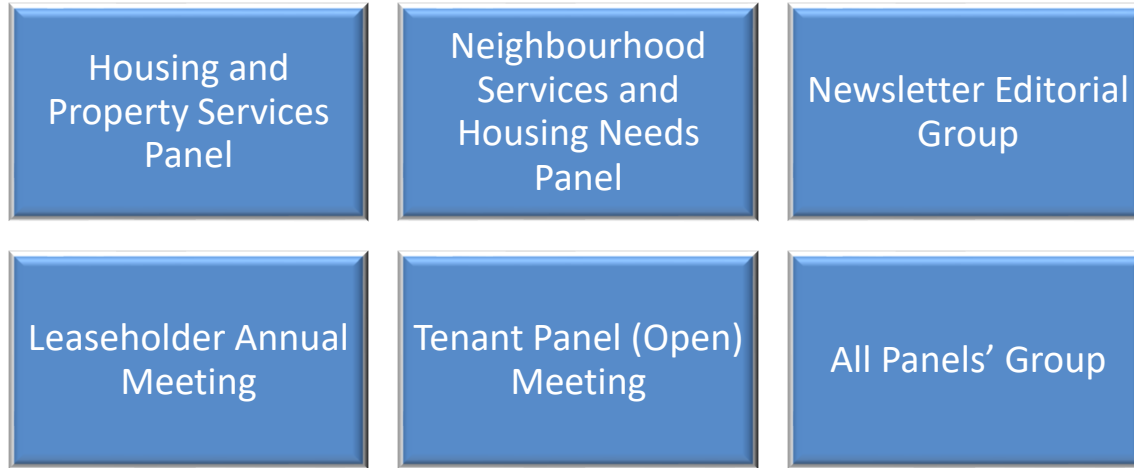 Housing and
Property Services
Panel
Neighbourhood
Services and
Housing Needs
Panel
Newsletter Editorial
Group
Leaseholder Annual
Meeting
Tenant Panel (Open)
Meeting
All Panels’ Group